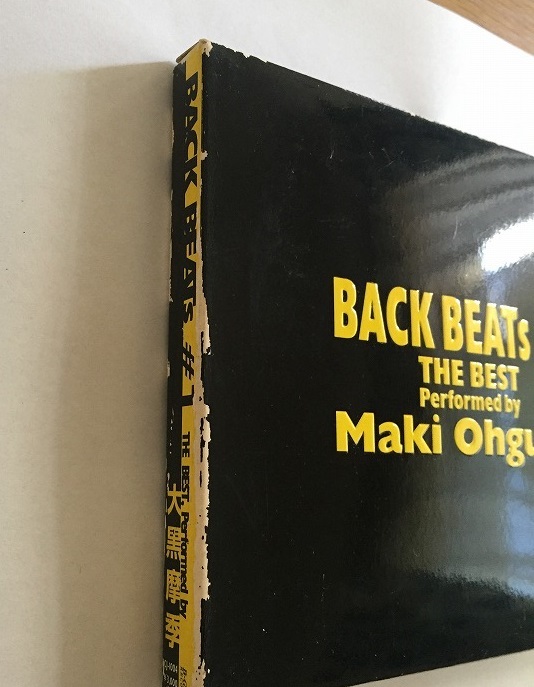 BACK BEATs #1
THE BEST Performed by
大黒摩季
BACK BEATs
THE BEST
Performed by
Maki Ohgu